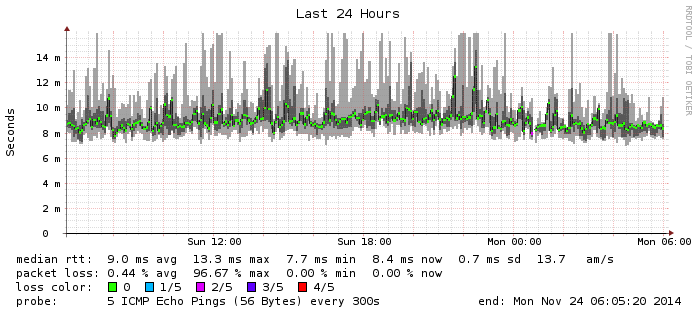 Last 24 Hours
RRDTOOL / TOBI OETIKER
Seconds
14 m
12 m
10 m
8 m
6 m
4 m
2 m
0
Sun 12:00 Sun 18:00 Mon 00:00 Mon 06:00
median rtt: 9.0 ms avg 13.3 ms max 7.7 ms min 8.4 ms now 0.7 ms sd 13.7 am/s
packet loss: 0.44 % avg 96.67 % max 0.00 % min 0.00 % now
loss color: 0 1/5 2/5 3/5 4/5
probe: 5 ICMP Echo Pings (56 Bytes) every 300s end: Mon Nov 24 06:05:20 2014